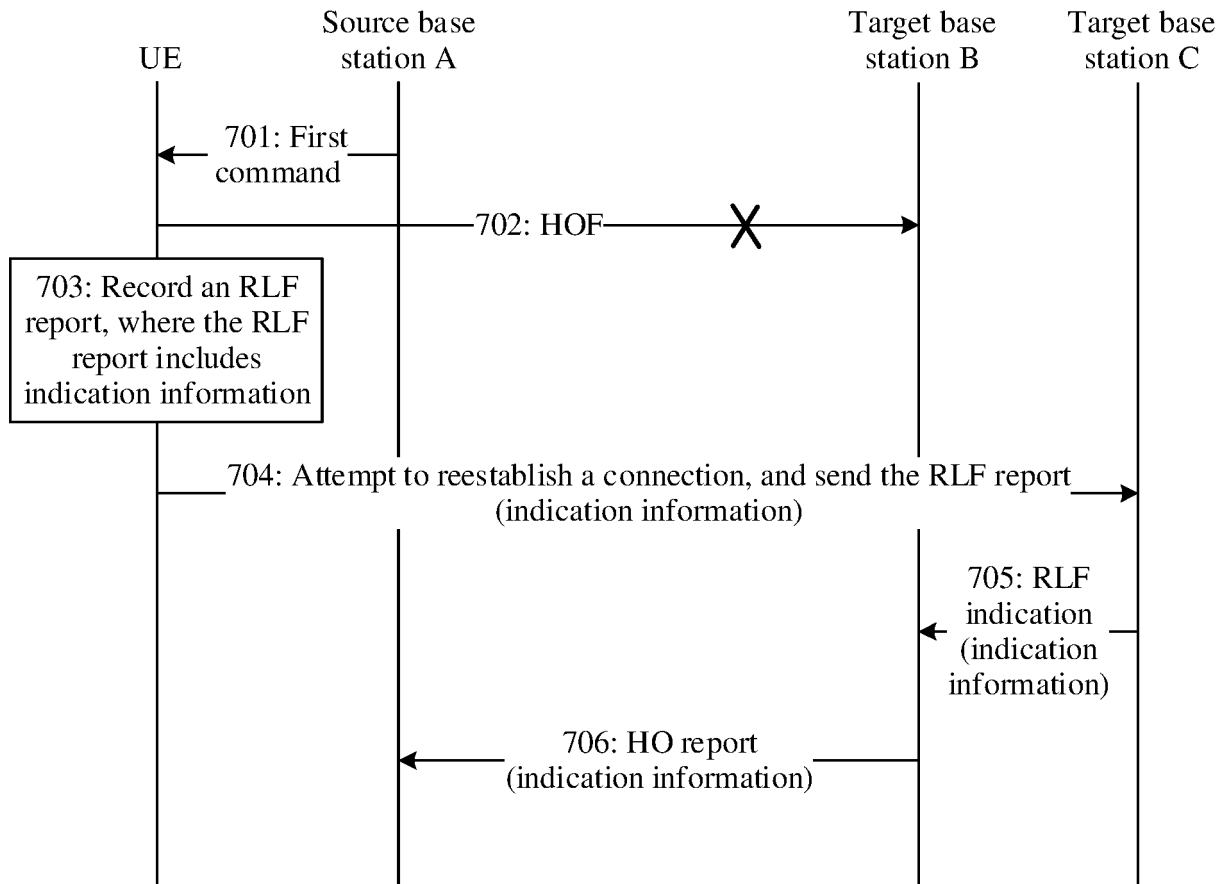 UE
Source base
station A
Target base
station B
Target base
station C
701: First
command
702: HOF
703: Record an RLF
report, where the RLF
report includes
indication information
704: Attempt to reestablish a connection, and send the RLF report
(indication information)
705: RLF
indication
(indication
information)
706: HO report
(indication information)